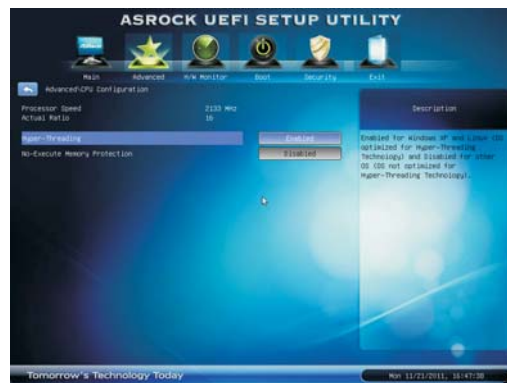 ASROCK UEFI SETUP UTILITY
Main Advanced H/W Monitor Boot Security Exit
Advanced\CPU Configuration
Description
Processor Speed 2133 MHz
Actual Ratio 16
Hyper-Threading Enabled
No-Execute Memory Protection Disabled
Enabled for Windows XP and Linux (OS
optimized for Hyper-Threading
Technology) and Disabled for other
OS (OS not optimized for
Hyper-Threading Technology).
Tomorrow's Technology Today
Mon 11/21/2011, 16:47:38